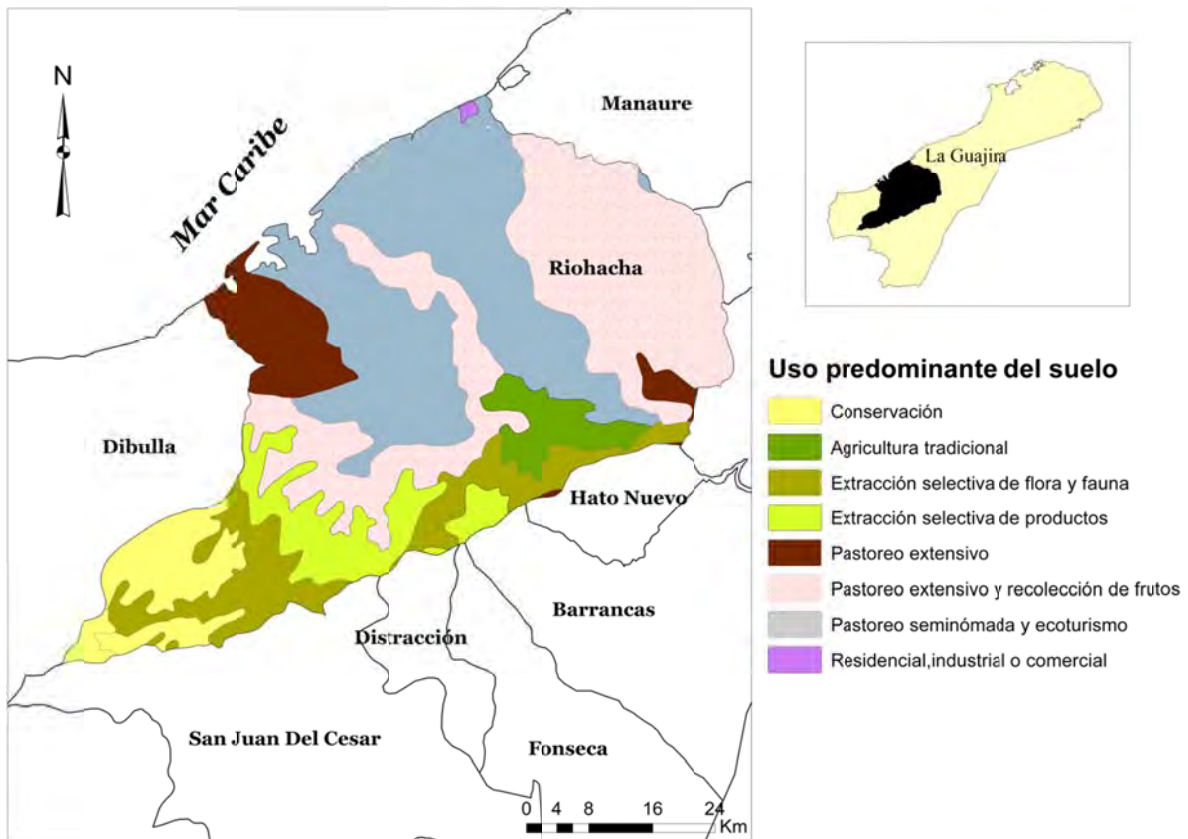 N
Mar Caribe
Manaure
Riohacha
Dibulla
Hato Nuevo
Barrancas
Distracción
San Juan Del Cesar
Fonseca
0 4 8 16 24
Km
La Guajira
Uso predominante del suelo
Conservación
Agricultura tradicional
Extracción selectiva de flora y fauna
Extracción selectiva de productos
Pastoreo extensivo
Pastoreo extensivo y recolección de frutos
Pastoreo seminómada y ecoturismo
Residencial,industrial o comercial